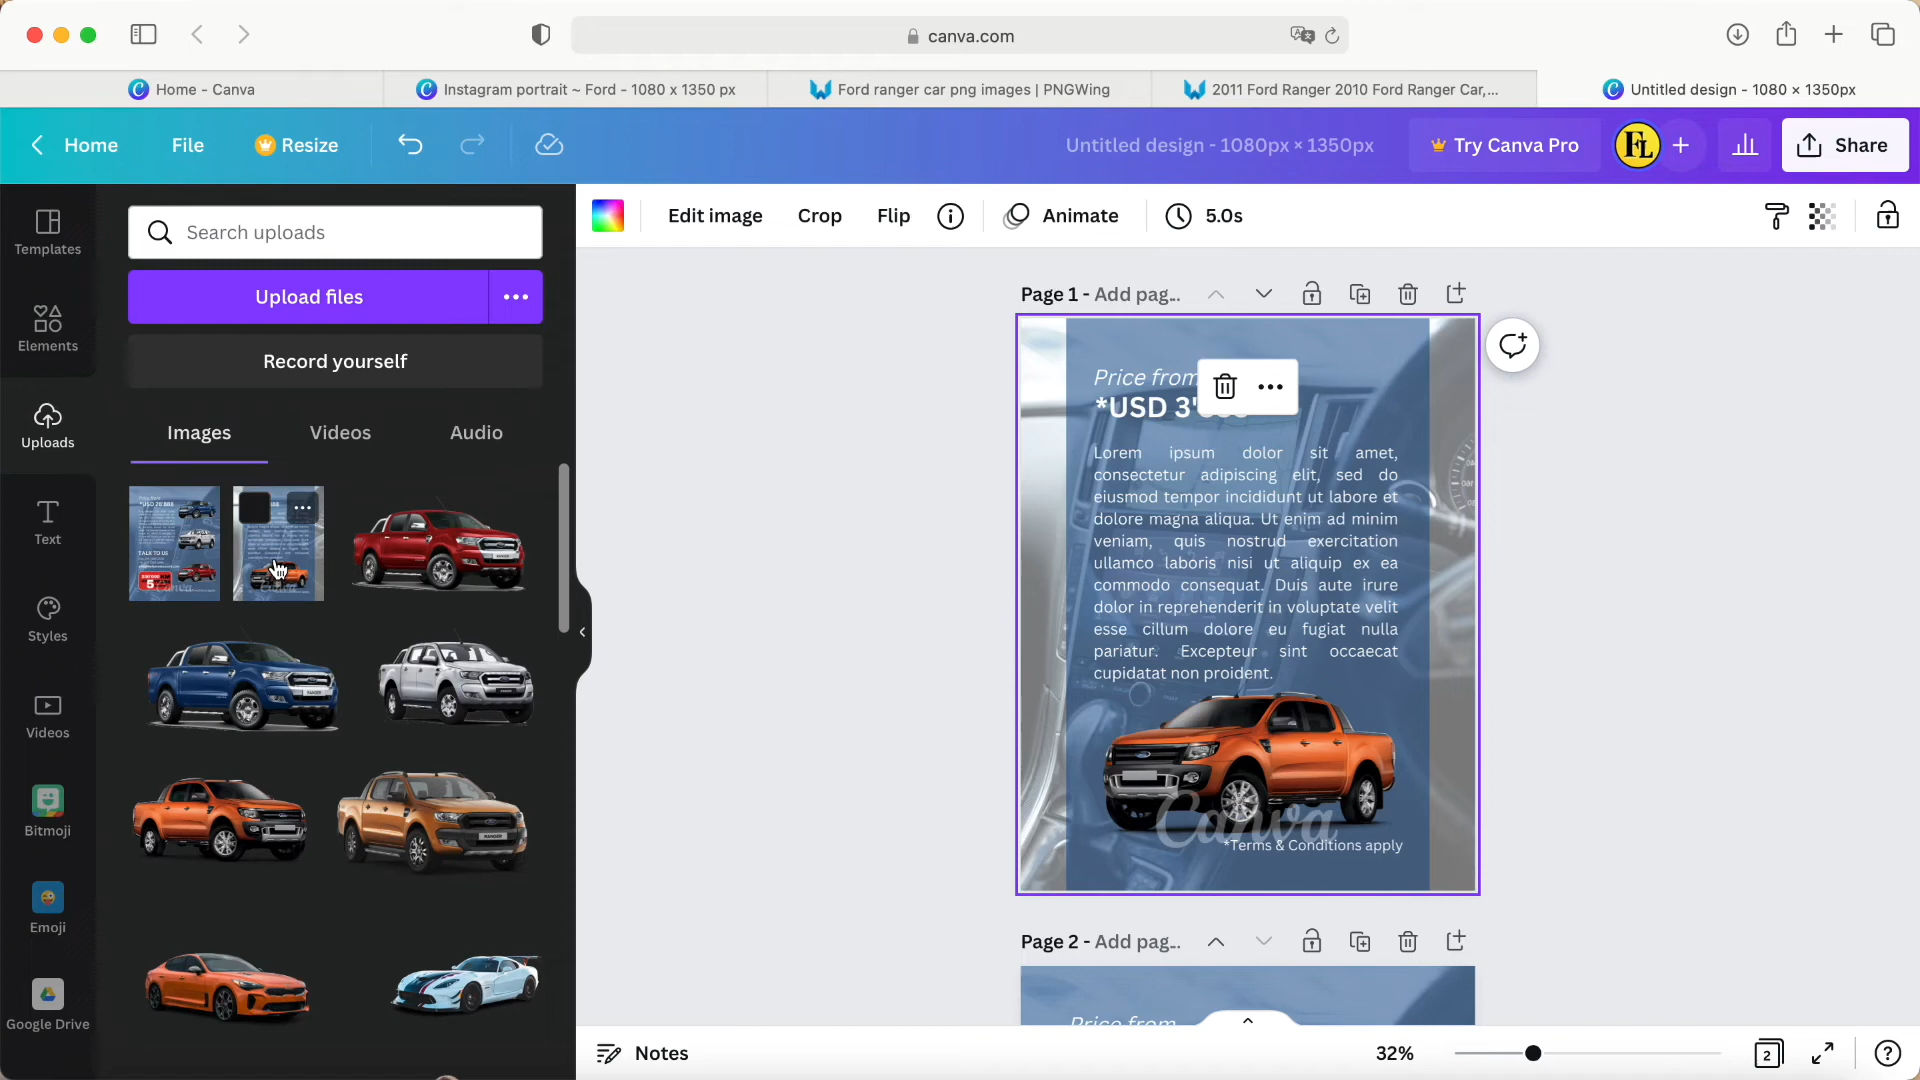 canva.com
Home - Canva
Instagram portrait ~ Ford - 1080 x 1350 px
Ford ranger car png images | PNGWing
2011 Ford Ranger 2010 Ford Ranger Car,...
Untitled design - 1080 × 1350px
Home
File
Resize
Untitled design - 1080px × 1350px
Try Canva Pro
FL
Share
Templates
Elements
Uploads
Text
Styles
Videos
Bitmoji
Emoji
Google Drive
Search uploads
Upload files
Record yourself
Images
Videos
Audio
TALK TO US
5
RANGER
RANGER
Edit image
Crop
Flip
Animate
5.0s
Page 1 - Add pag...
Price from
*USD 3'
Lorem ipsum dolor sit amet,
consectetur adipiscing elit, sed do
eiusmod tempor incididunt ut labore et
dolore magna aliqua. Ut enim ad minim
veniam, quis nostrud exercitation
ullamco laboris nisi ut aliquip ex ea
commodo consequat. Duis aute irure
dolor in reprehenderit in voluptate velit
esse cillum dolore eu fugiat nulla
pariatur. Excepteur sint occaecat
cupidatat non proident.
Canva
*Terms & Conditions apply
Page 2 - Add pag...
Price from
Notes
32%
2